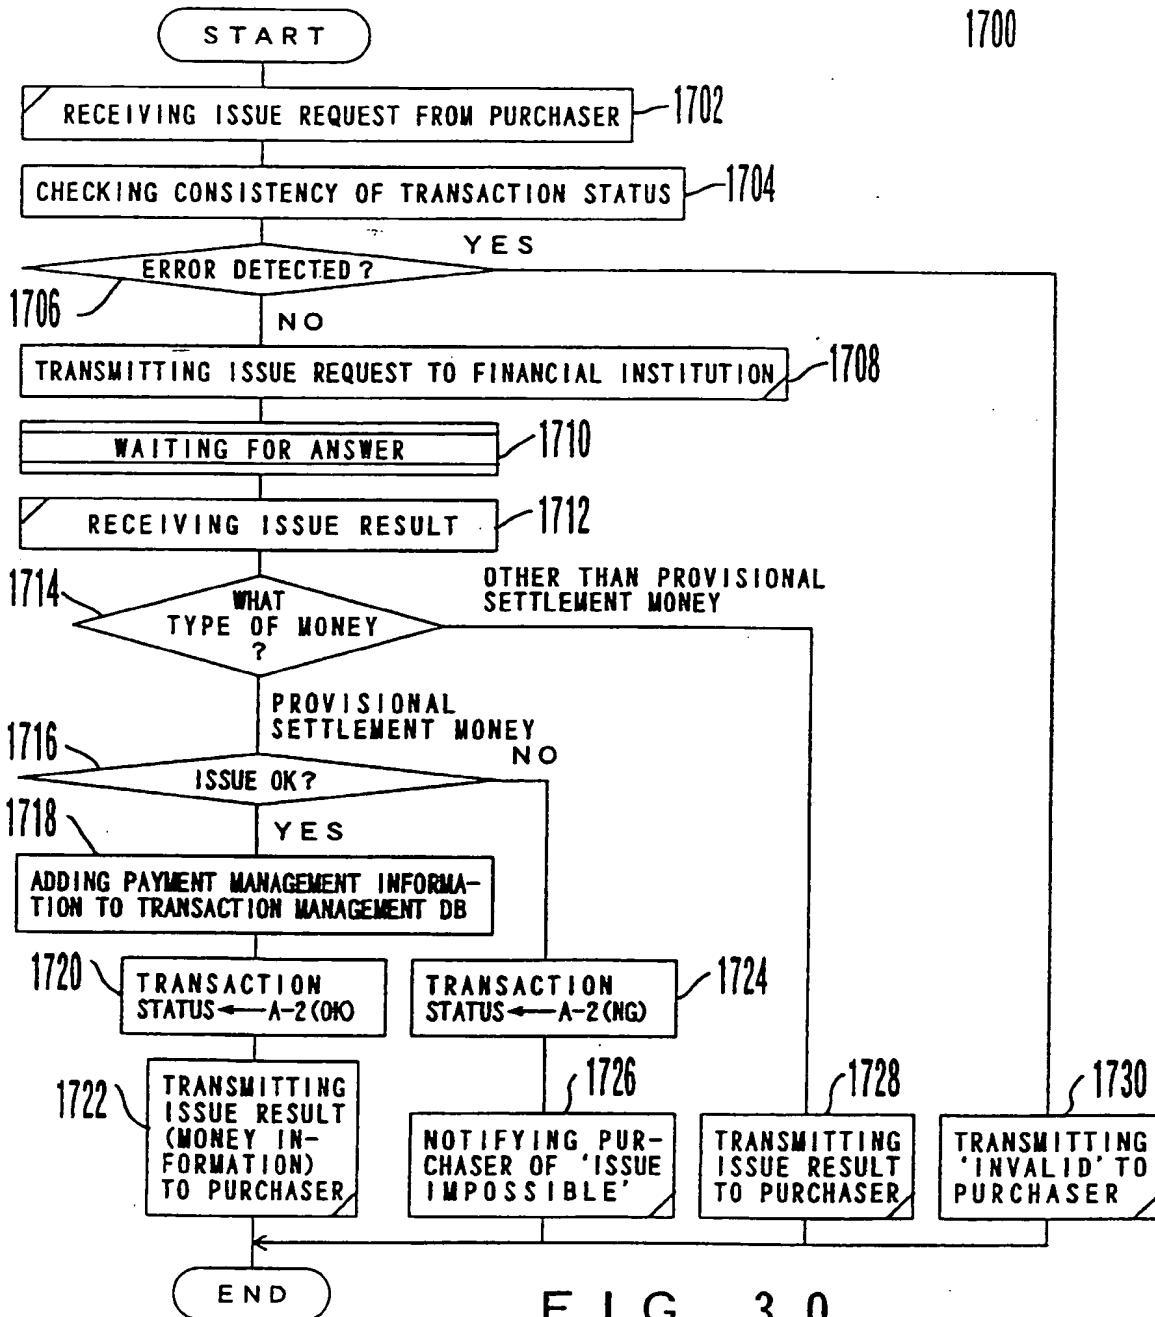 START
1700
RECEIVING ISSUE REQUEST FROM PURCHASER
1702
CHECKING CONSISTENCY OF TRANSACTION STATUS
1704
YES
ERROR DETECTED?
1706
NO
TRANSMITTING ISSUE REQUEST TO FINANCIAL INSTITUTION
1708
WAITING FOR ANSWER
1710
RECEIVING ISSUE RESULT
1712
1714
WHAT
TYPE OF MONEY
?
OTHER THAN PROVISIONAL
SETTLEMENT MONEY
PROVISIONAL
SETTLEMENT MONEY
1716
ISSUE OK?
NO
1718
YES
ADDING PAYMENT MANAGEMENT INFORMA-
TION TO TRANSACTION MANAGEMENT DB
1720
TRANSACTION
STATUS ← A-2(OK)
TRANSACTION
STATUS ← A-2(NG)
1724
1722
TRANSMITTING
ISSUE RESULT
(MONEY IN-
FORMATION)
TO PURCHASER
1726
NOTIFYING PUR-
CHASER OF 'ISSUE
IMPOSSIBLE'
1728
TRANSMITTING
ISSUE RESULT
TO PURCHASER
1730
TRANSMITTING
'INVALID' TO
PURCHASER
END
FIG. 30